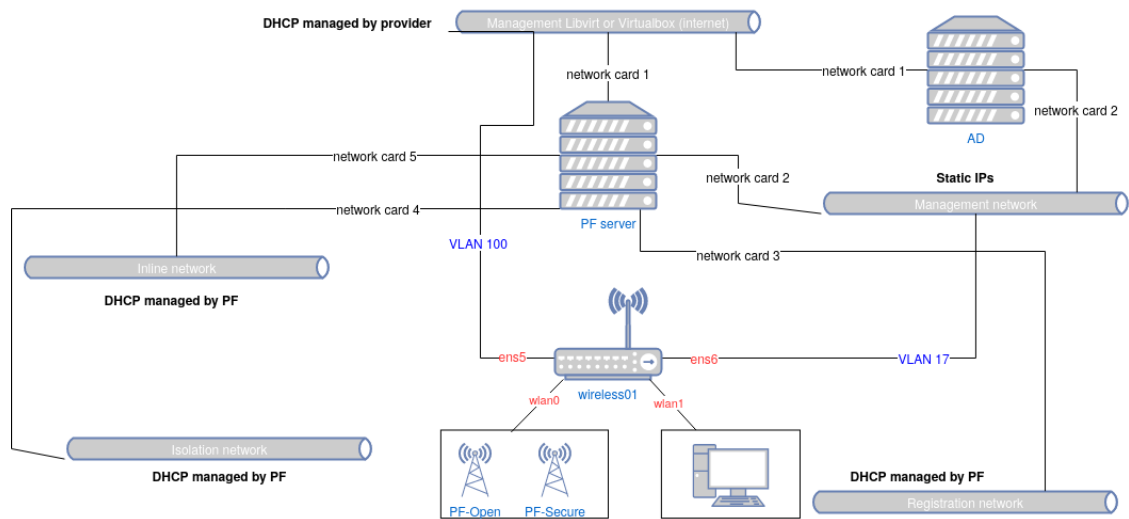 DHCP managed by provider
Management Libvirt or Virtualbox (internet)
network card 1
network card 1
network card 2
AD
network card 5
network card 2
Static IPs
network card 4
Management network
PF server
VLAN 100
network card 3
Inline network
DHCP managed by PF
ens5
ens6
VLAN 17
wireless01
wlan0
wlan1
Isolation network
DHCP managed by PF
DHCP managed by PF
Registration network
PF-Open
PF-Secure